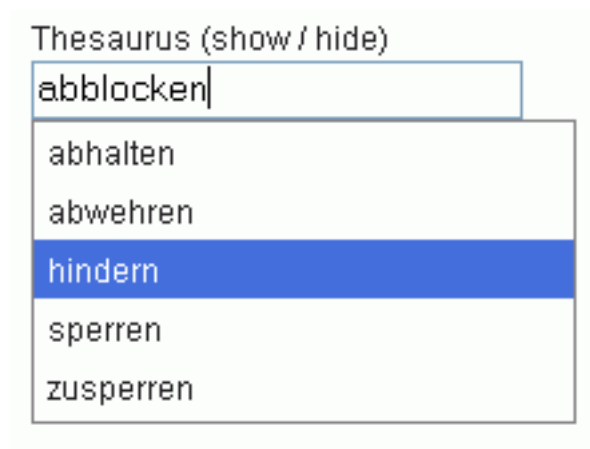 Thesaurus (show / hide)
abblocken
abhalten
abwehren
hindern
sperren
zusperren